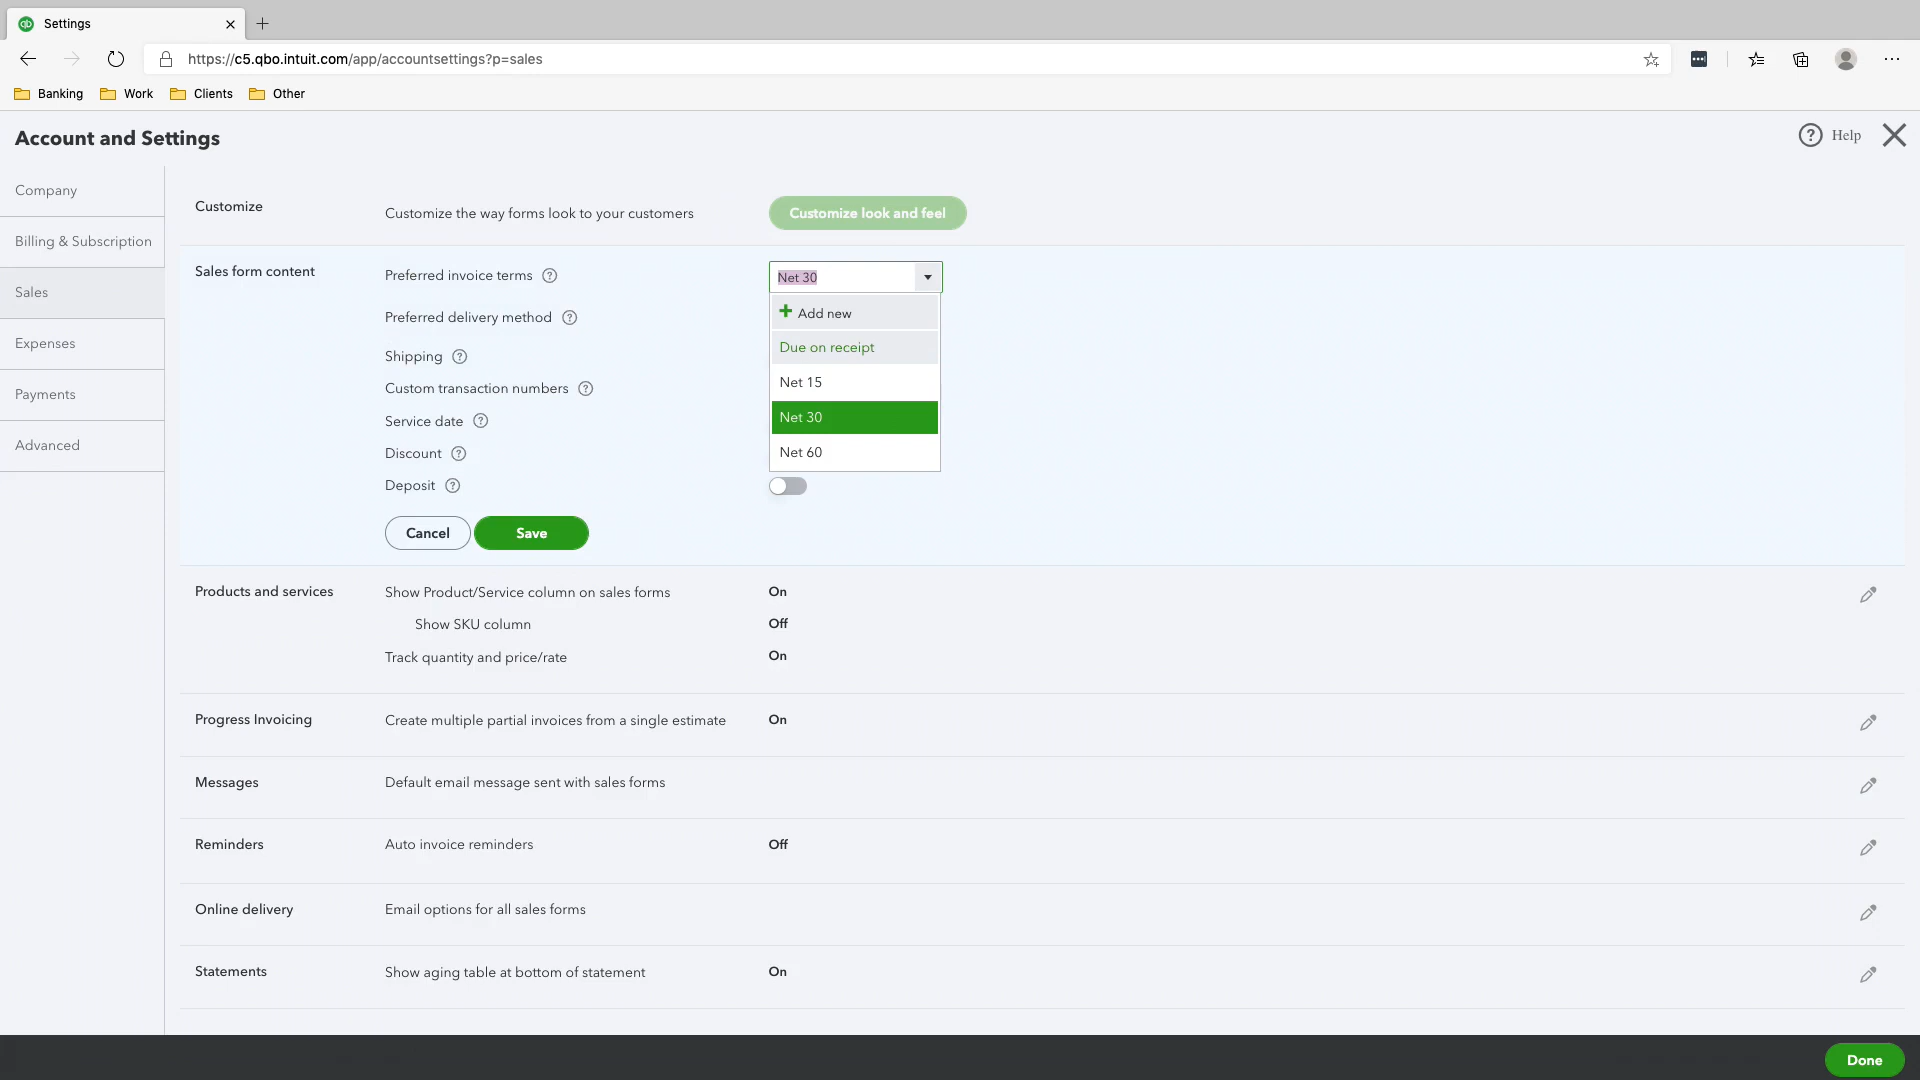 Settings
https://c5.qbo.intuit.com/app/accountsettings?p=sales
Banking Work Clients Other
Account and Settings
Help
Company
Billing & Subscription
Sales
Expenses
Payments
Advanced
Customize Customize the way forms look to your customers Customize look and feel
Sales form content Preferred invoice terms ? Net 30
Preferred delivery method ?
Shipping ?
Custom transaction numbers ?
Service date ?
Discount ?
Deposit ?
Add new
Due on receipt
Net 15
Net 30
Net 60
Cancel Save
Products and services Show Product/Service column on sales forms On
Show SKU column Off
Track quantity and price/rate On
Progress Invoicing Create multiple partial invoices from a single estimate On
Messages Default email message sent with sales forms
Reminders Auto invoice reminders Off
Online delivery Email options for all sales forms
Statements Show aging table at bottom of statement On
Done